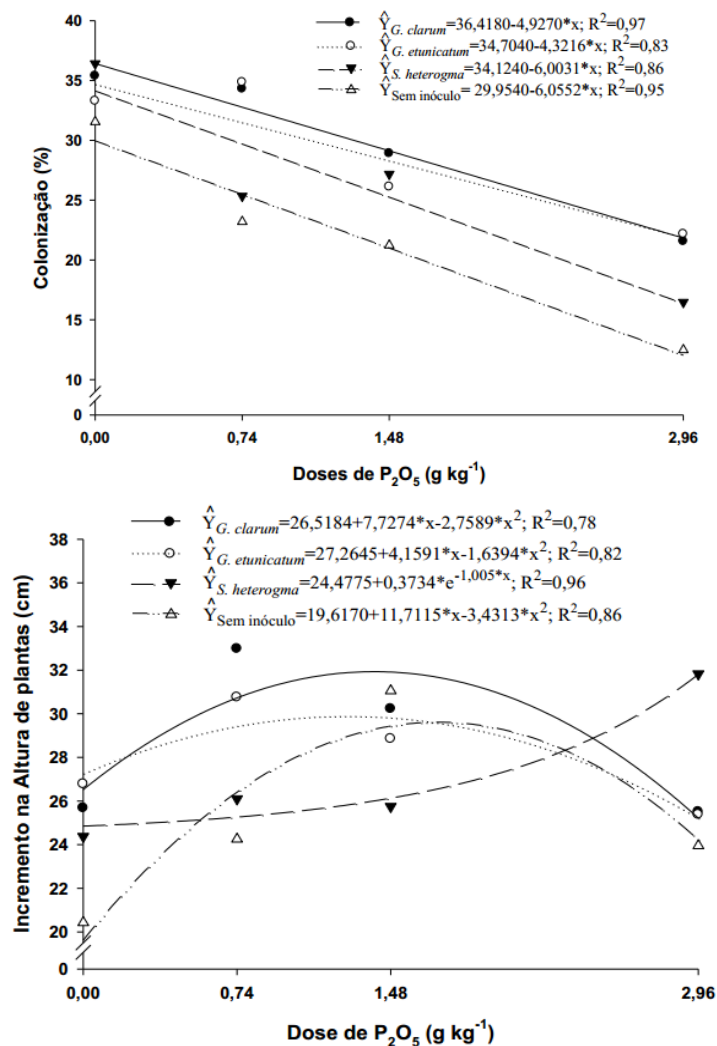 Ŷ G. clarum=36,4180-4,9270*x; R²=0,97
Ŷ G. etunicatum=34,7040-4,3216*x; R²=0,83
Ŷ S. heterogma=34,1240-6,0031*x; R²=0,86
Ŷ Sem inóculo= 29,9540-6,0552*x; R²=0,95
40
35
30
25
20
15
10
0
Colonização (%)
0,00 0,74 1,48 2,96
Doses de P₂O₅ (g kg⁻¹)
Ŷ G. clarum=26,5184+7,7274*x-2,7589*x²; R²=0,78
Ŷ G. etunicatum=27,2645+4,1591*x-1,6394*x²; R²=0,82
Ŷ S. heterogma=24,4775+0,3734*e⁻¹,⁰⁰⁵*ˣ; R²=0,96
Ŷ Sem inóculo=19,6170+11,7115*x-3,4313*x²; R²=0,86
38
36
34
32
30
28
26
24
22
20
0
Incremento na Altura de plantas (cm)
0,00 0,74 1,48 2,96
Dose de P₂O₅ (g kg⁻¹)